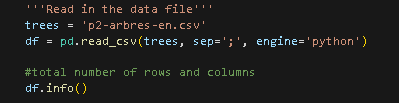 '''Read in the data file'''
trees = 'p2-arbres-en.csv'
df = pd.read_csv(trees, sep=';', engine='python')
#total number of rows and columns
df.info()